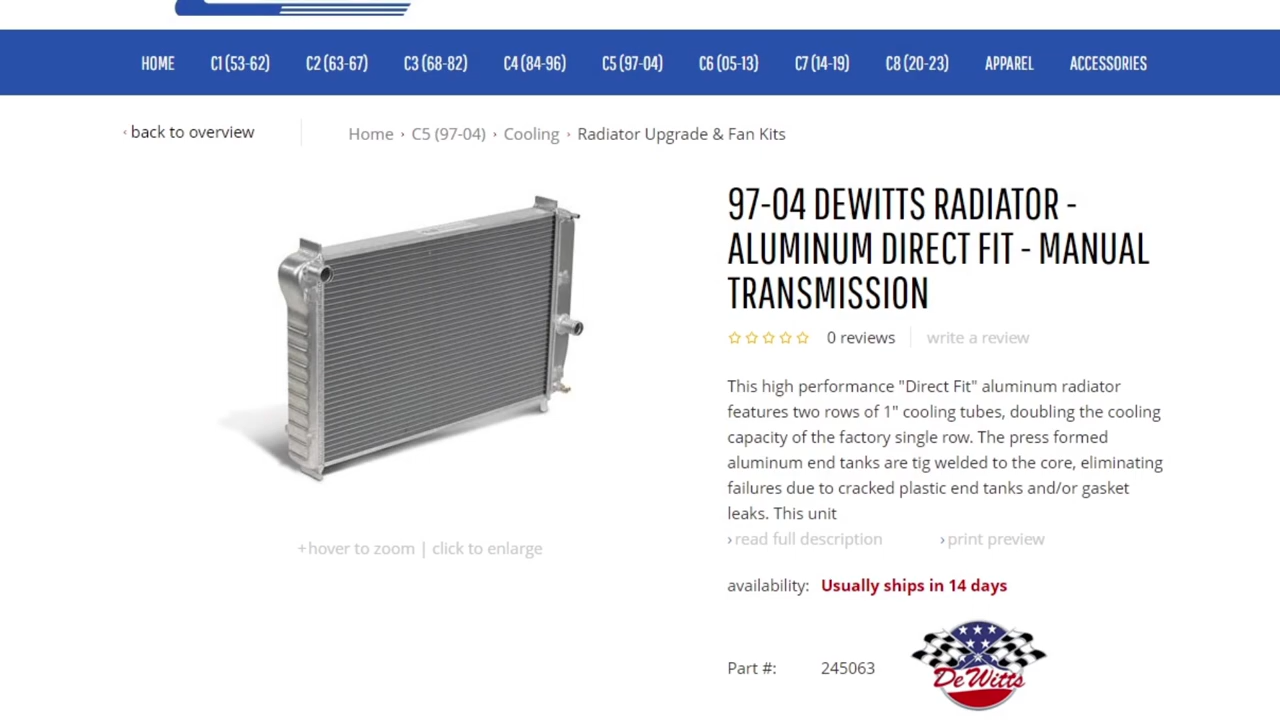 HOME C1 (53-62) C2 (63-67) C3 (68-82) C4 (84-96) C5 (97-04) C6 (05-13) C7 (14-19) C8 (20-23) APPAREL ACCESSORIES
‹ back to overview
Home › C5 (97-04) › Cooling › Radiator Upgrade & Fan Kits
97-04 DEWITTS RADIATOR -
ALUMINUM DIRECT FIT - MANUAL
TRANSMISSION
0 reviews write a review
This high performance "Direct Fit" aluminum radiator
features two rows of 1" cooling tubes, doubling the cooling
capacity of the factory single row. The press formed
aluminum end tanks are tig welded to the core, eliminating
failures due to cracked plastic end tanks and/or gasket
leaks. This unit
› read full description › print preview
+hover to zoom | click to enlarge
availability: Usually ships in 14 days
Part #: 245063
DeWitts